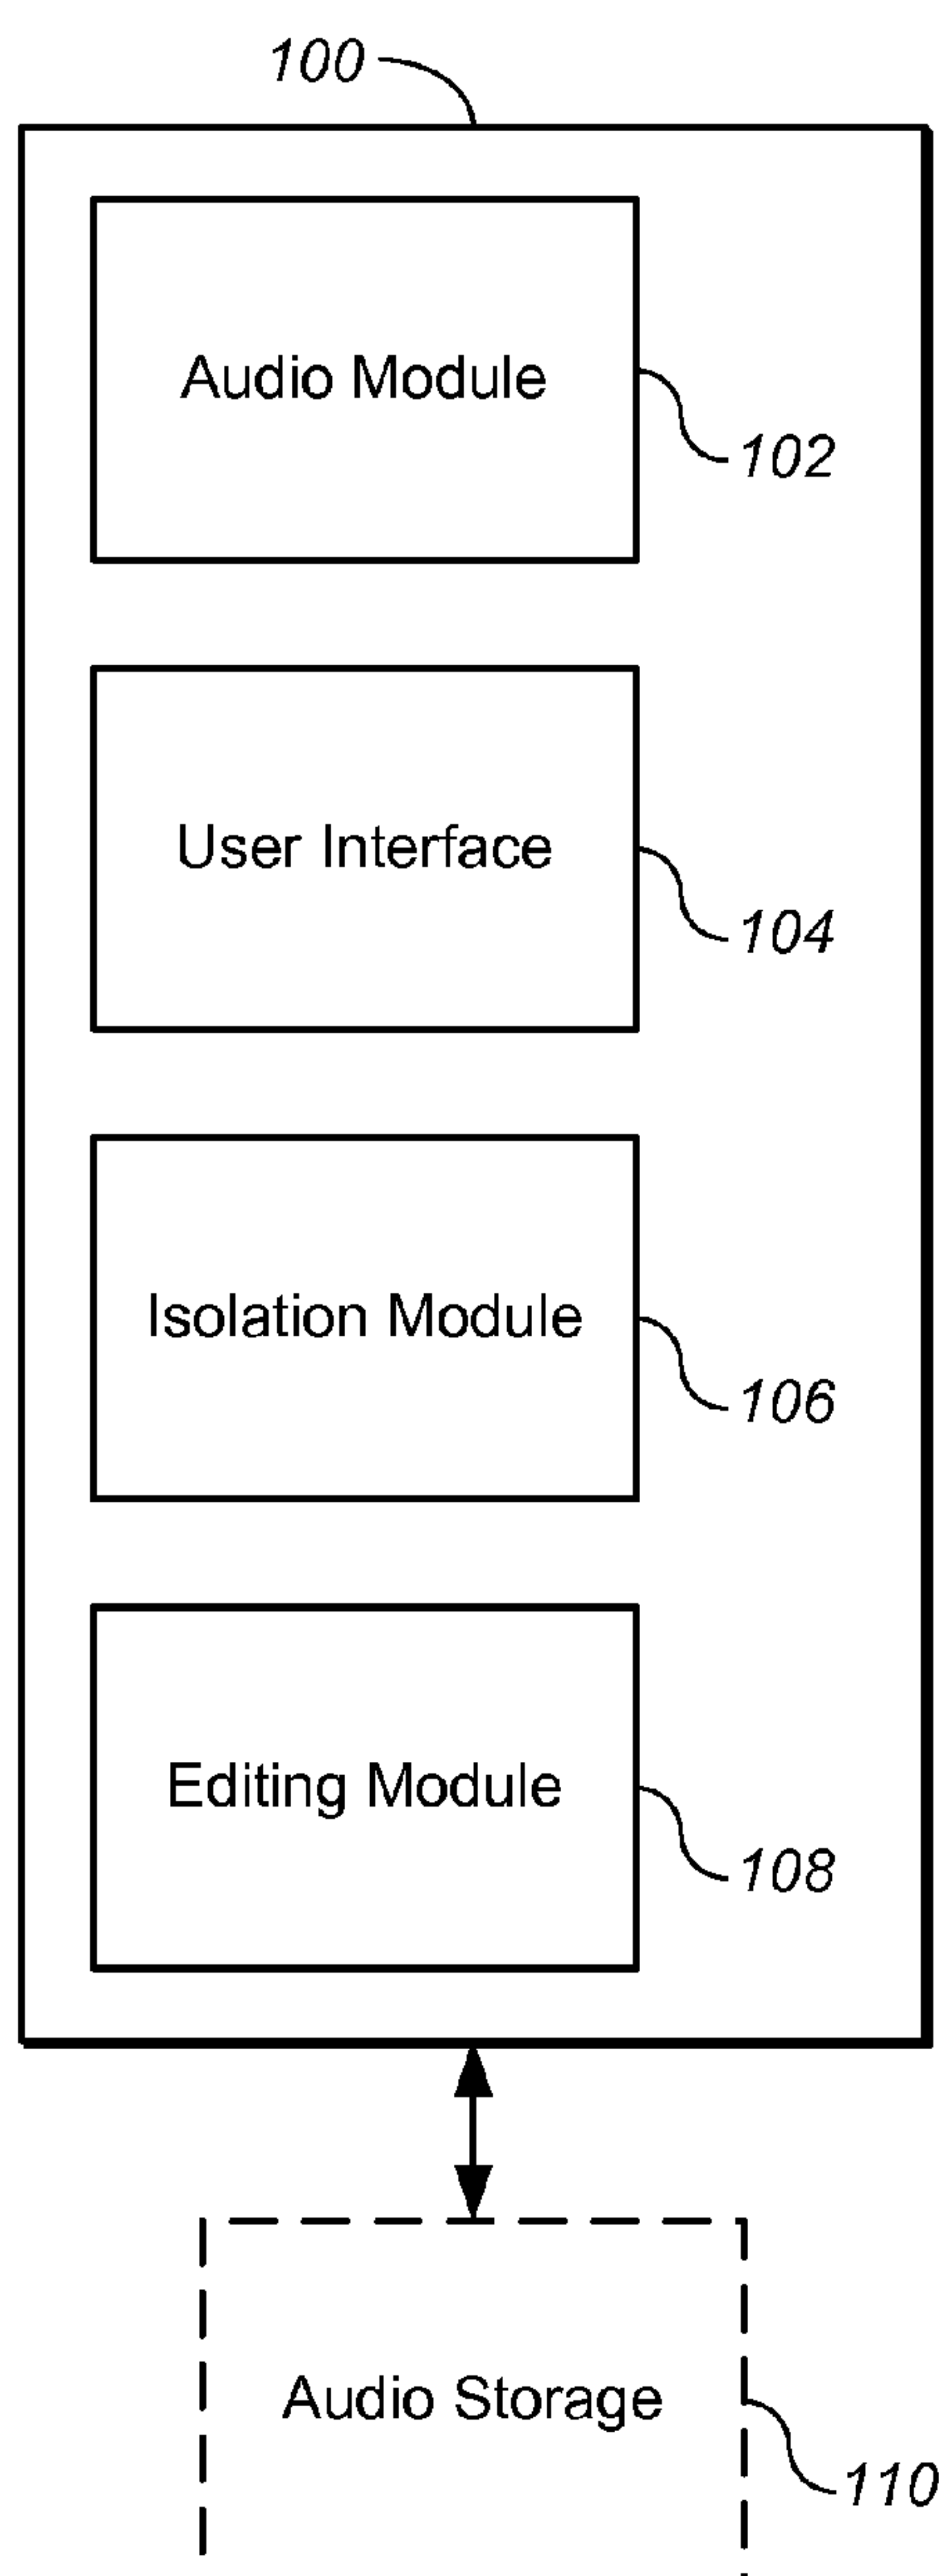 100
Audio Module
102
User Interface
104
Isolation Module
106
Editing Module
108
Audio Storage
110